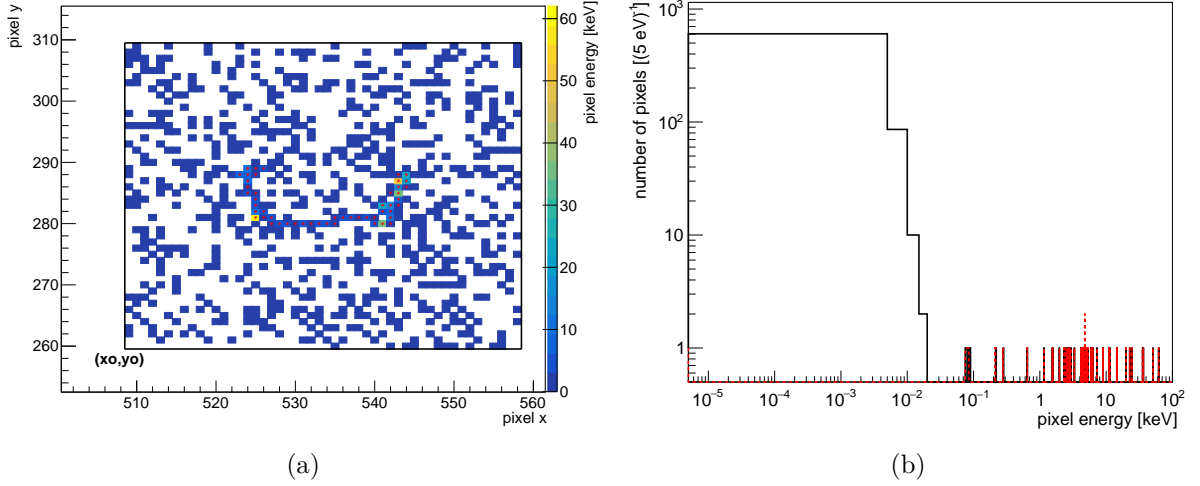 pixel y
310
300
290
280
270
260
(xo,yo)
510 520 530 540 550 560
pixel x
60
50
40
30
20
10
0
pixel energy [keV]
(a)
number of pixels [(5 eV)⁻¹]
10³
10²
10
1
10⁻⁵ 10⁻⁴ 10⁻³ 10⁻² 10⁻¹ 1 10 10²
pixel energy [keV]
(b)